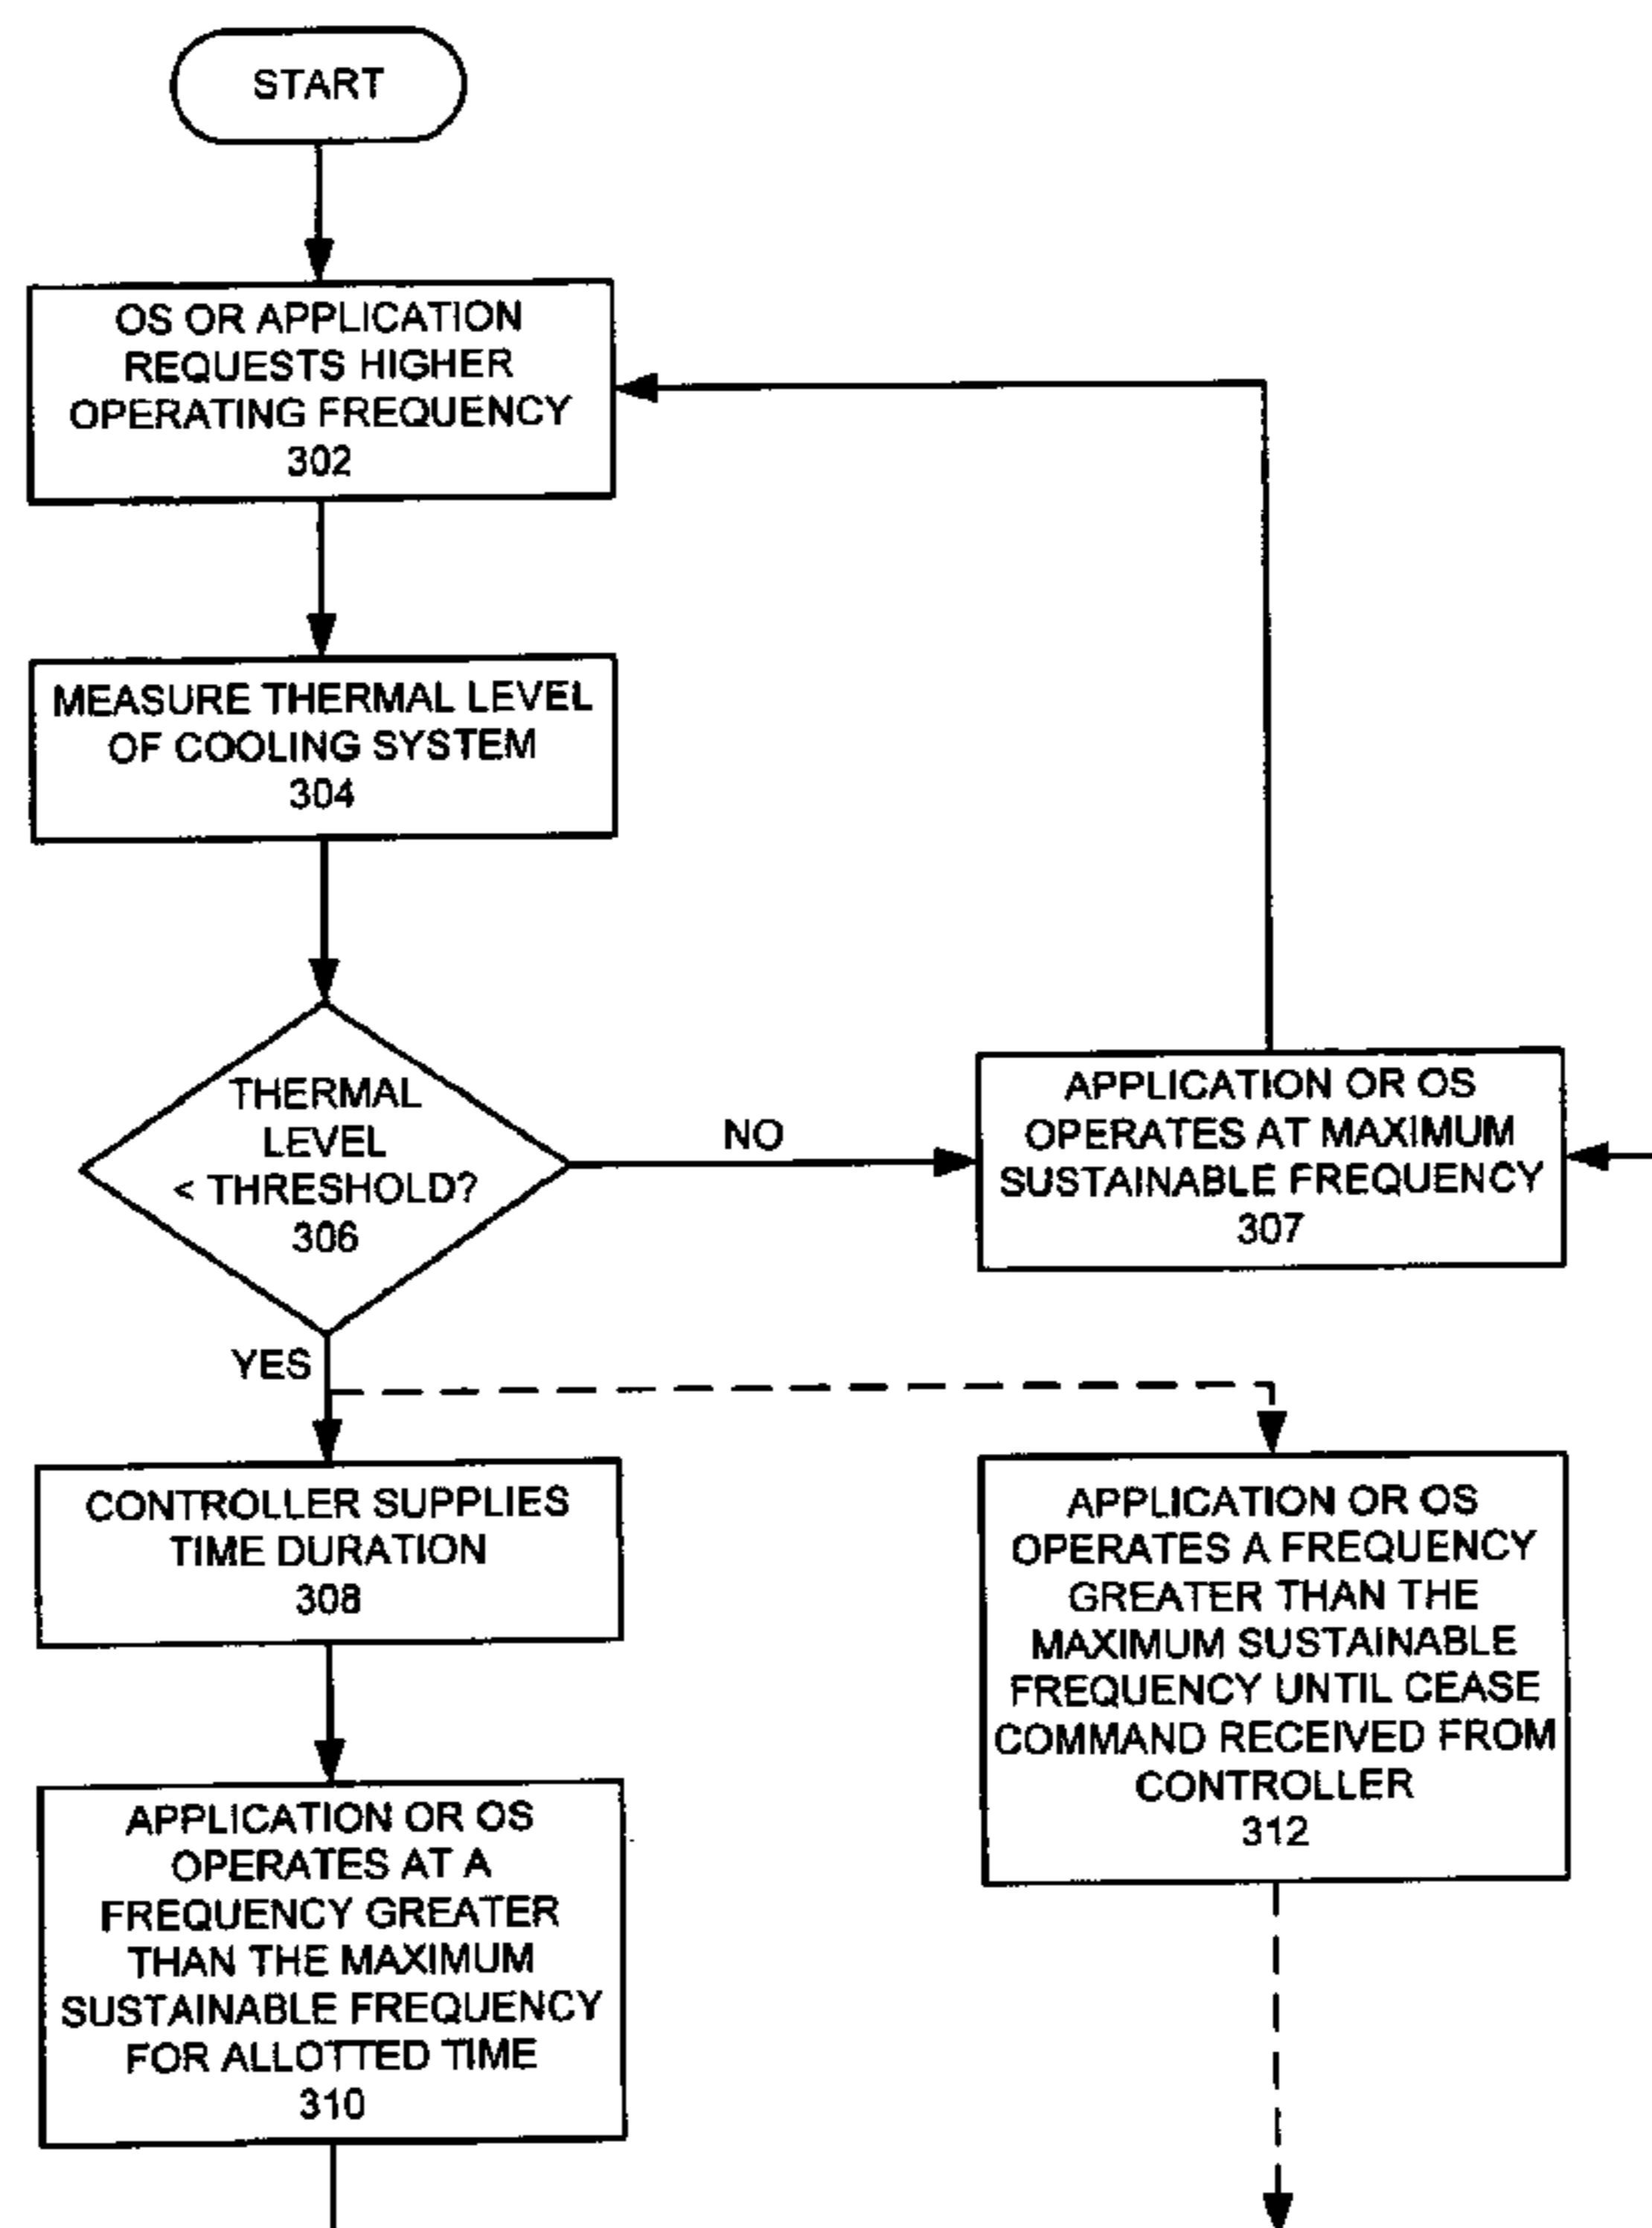 START
OS OR APPLICATION
REQUESTS HIGHER
OPERATING FREQUENCY
302
MEASURE THERMAL LEVEL
OF COOLING SYSTEM
304
THERMAL
LEVEL
< THRESHOLD?
306
NO
APPLICATION OR OS
OPERATES AT MAXIMUM
SUSTAINABLE FREQUENCY
307
YES
CONTROLLER SUPPLIES
TIME DURATION
308
APPLICATION OR OS
OPERATES A FREQUENCY
GREATER THAN THE
MAXIMUM SUSTAINABLE
FREQUENCY UNTIL CEASE
COMMAND RECEIVED FROM
CONTROLLER
312
APPLICATION OR OS
OPERATES AT A
FREQUENCY GREATER
THAN THE MAXIMUM
SUSTAINABLE FREQUENCY
FOR ALLOTTED TIME
310